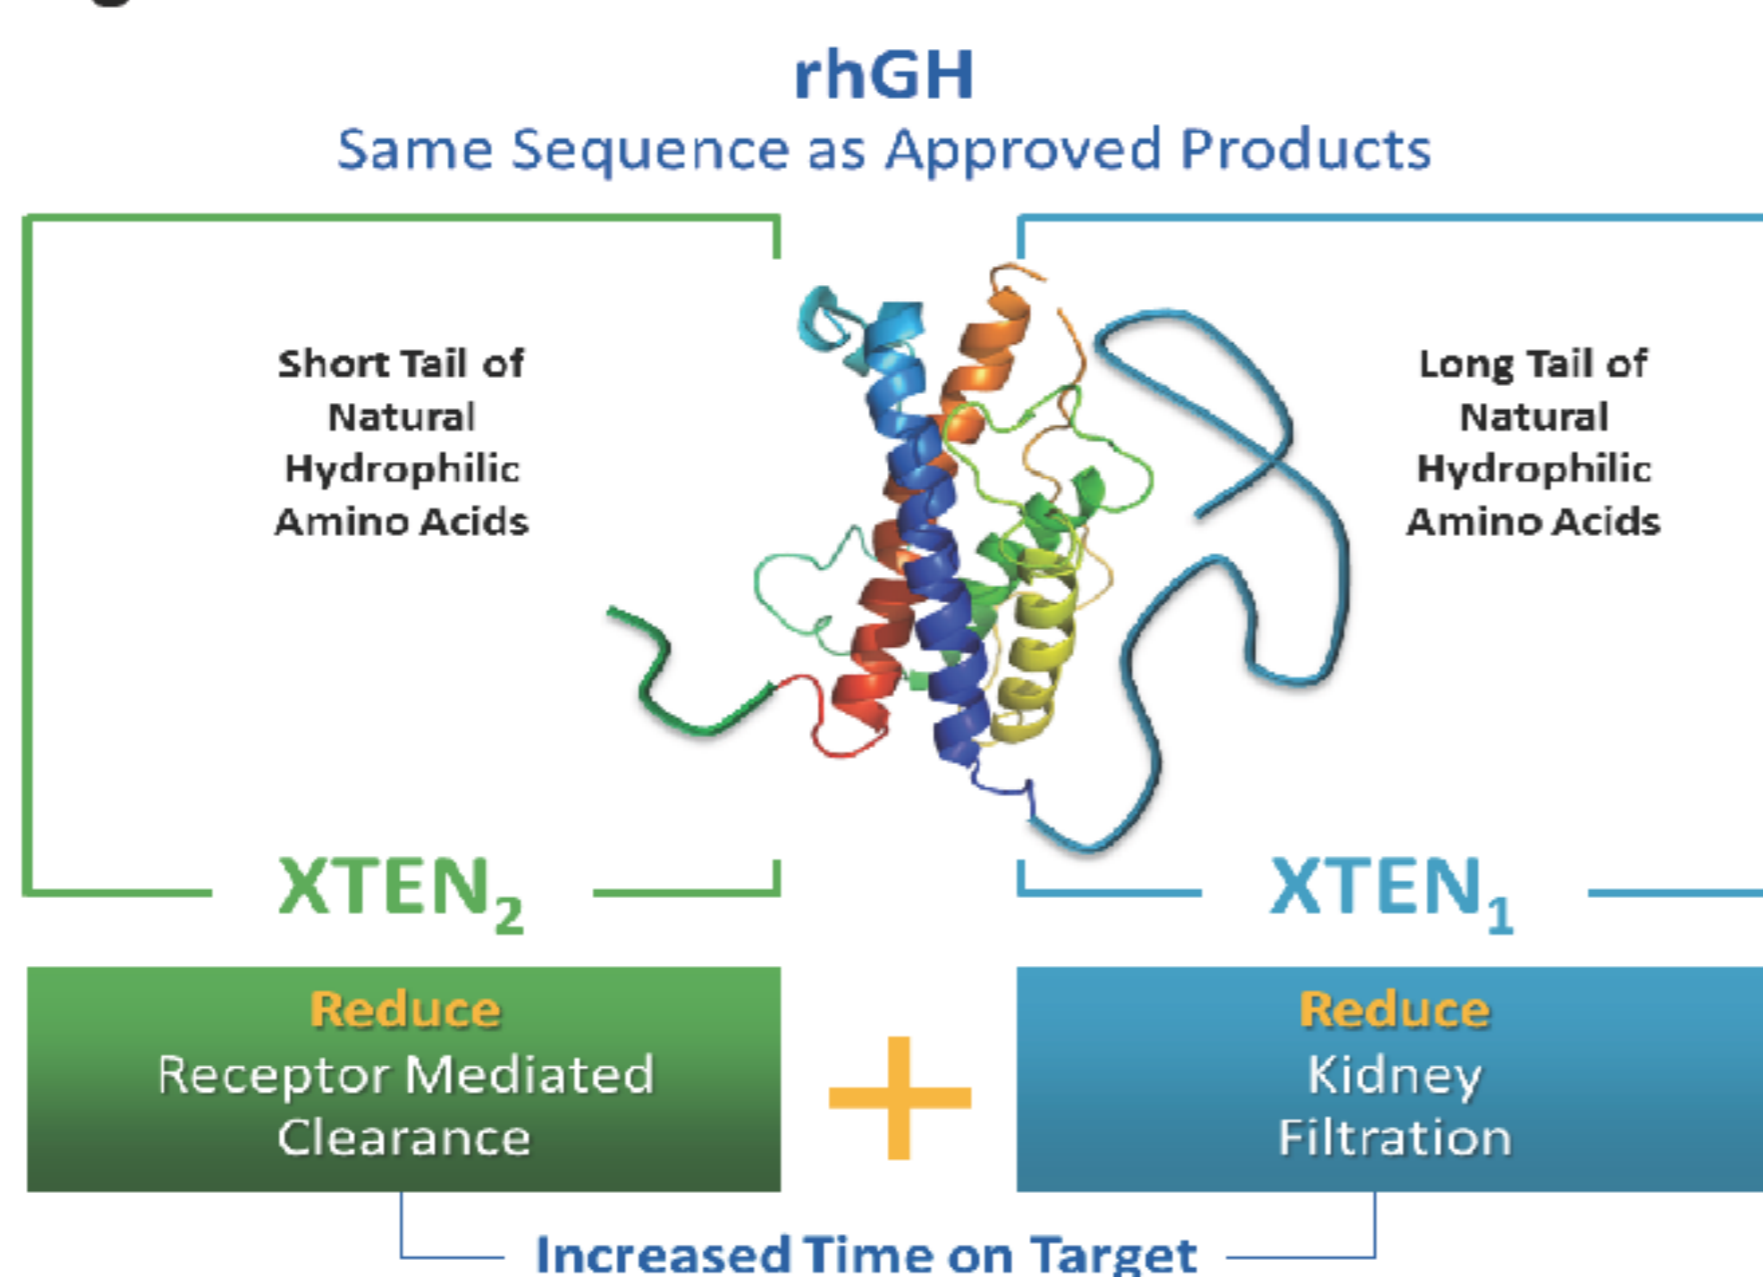 rhGH
Same Sequence as Approved Products
Short Tail of
Natural
Hydrophilic
Amino Acids
Long Tail of
Natural
Hydrophilic
Amino Acids
XTEN₂
XTEN₁
Reduce
Receptor Mediated
Clearance
+
Reduce
Kidney
Filtration
Increased Time on Target